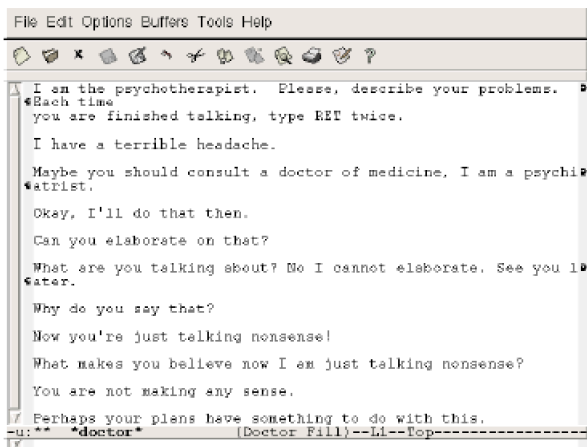 File Edit Options Buffers Tools Help
I am the psychotherapist.  Please, describe your problems.
Each time
you are finished talking, type RET twice.
I have a terrible headache.
Maybe you should consult a doctor of medicine, I am a psychi
atrist.
Okay, I'll do that then.
Can you elaborate on that?
What are you talking about? No I cannot elaborate. See you l
ater.
Why do you say that?
Now you're just talking nonsense!
What makes you believe now I am just talking nonsense?
You are not making any sense.
Perhaps your plans have something to do with this.
-u:**  *doctor*          (Doctor Fill)--L1--Top-----------------